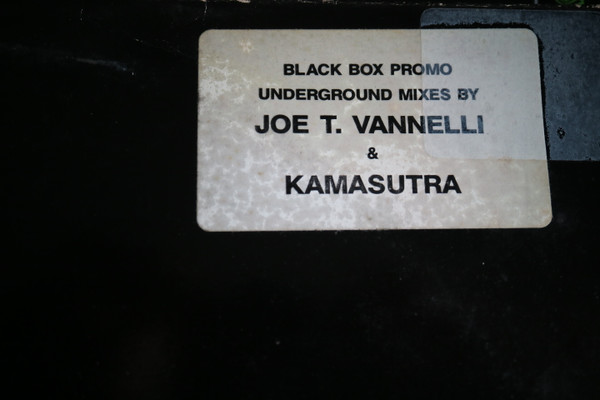 BLACK BOX PROMO
UNDERGROUND MIXES BY
JOE T. VANNELLI
&
KAMASUTRA